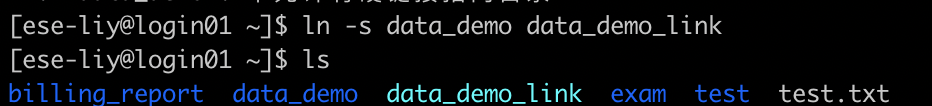 [ese-liy@login01 ~]$ ln -s data_demo data_demo_link
[ese-liy@login01 ~]$ ls
billing_report data_demo data_demo_link exam test test.txt